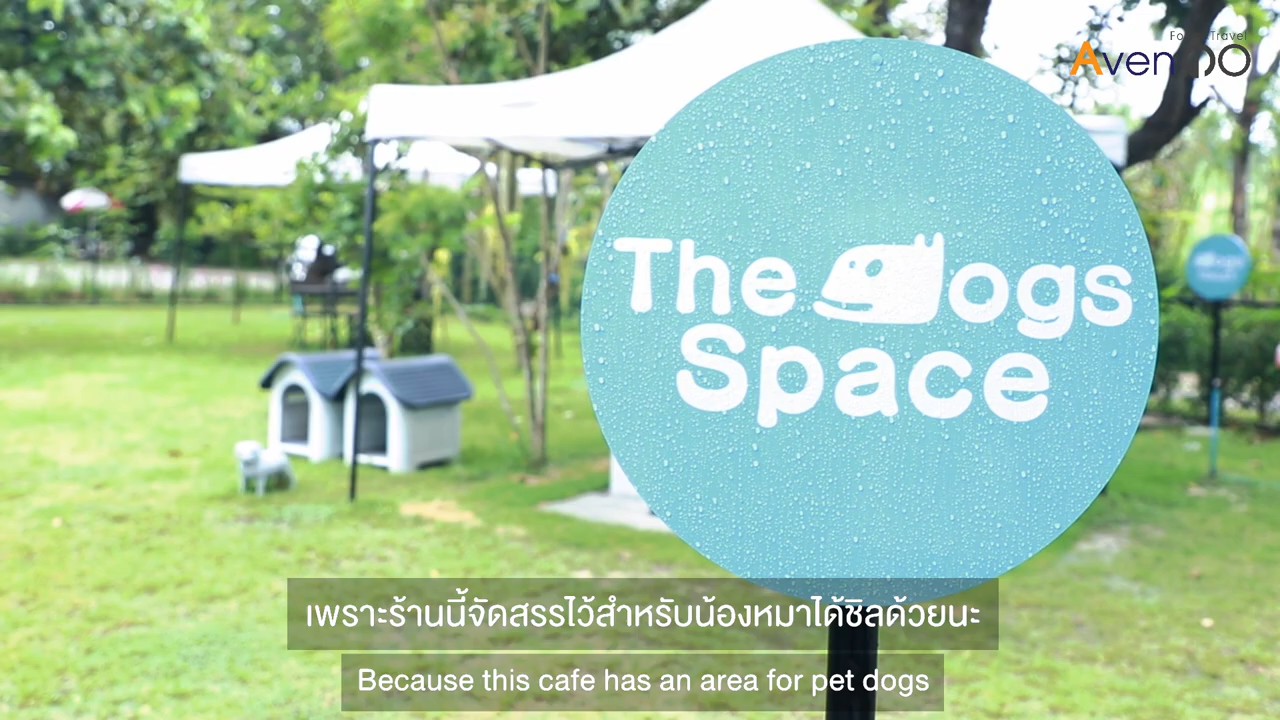 The Dogs
Space
เพราะร้านนี้จัดสรรไว้สำหรับน้องหมาได้ชิลด้วยนะ
Because this cafe has an area for pet dogs